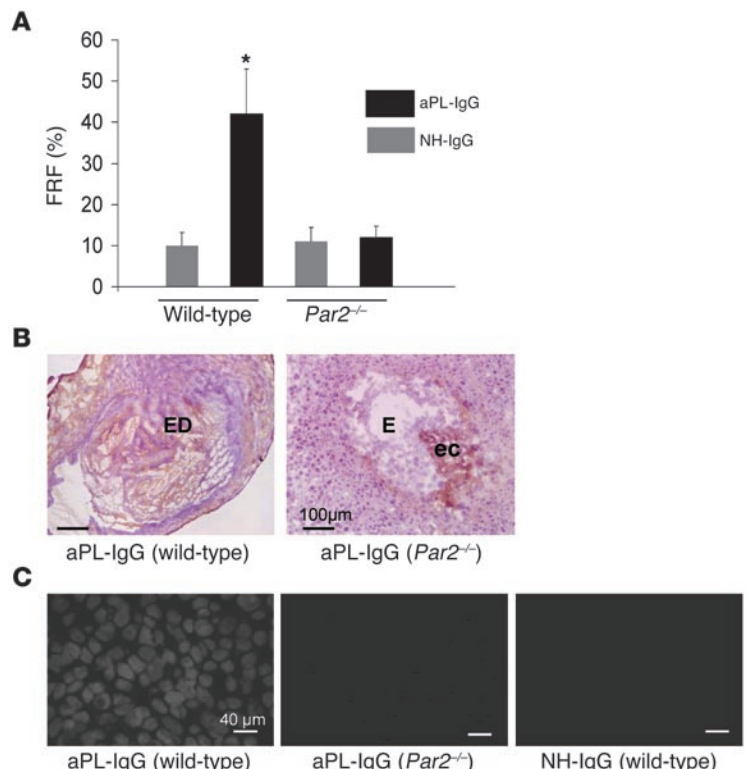 A
60
50
40
30
20
10
0
FRF (%)
*
aPL-IgG
NH-IgG
Wild-type
Par2–/–
B
ED
E
ec
100μm
aPL-IgG (wild-type)
aPL-IgG (Par2–/–)
C
40 μm
aPL-IgG (wild-type)
aPL-IgG (Par2–/–)
NH-IgG (wild-type)